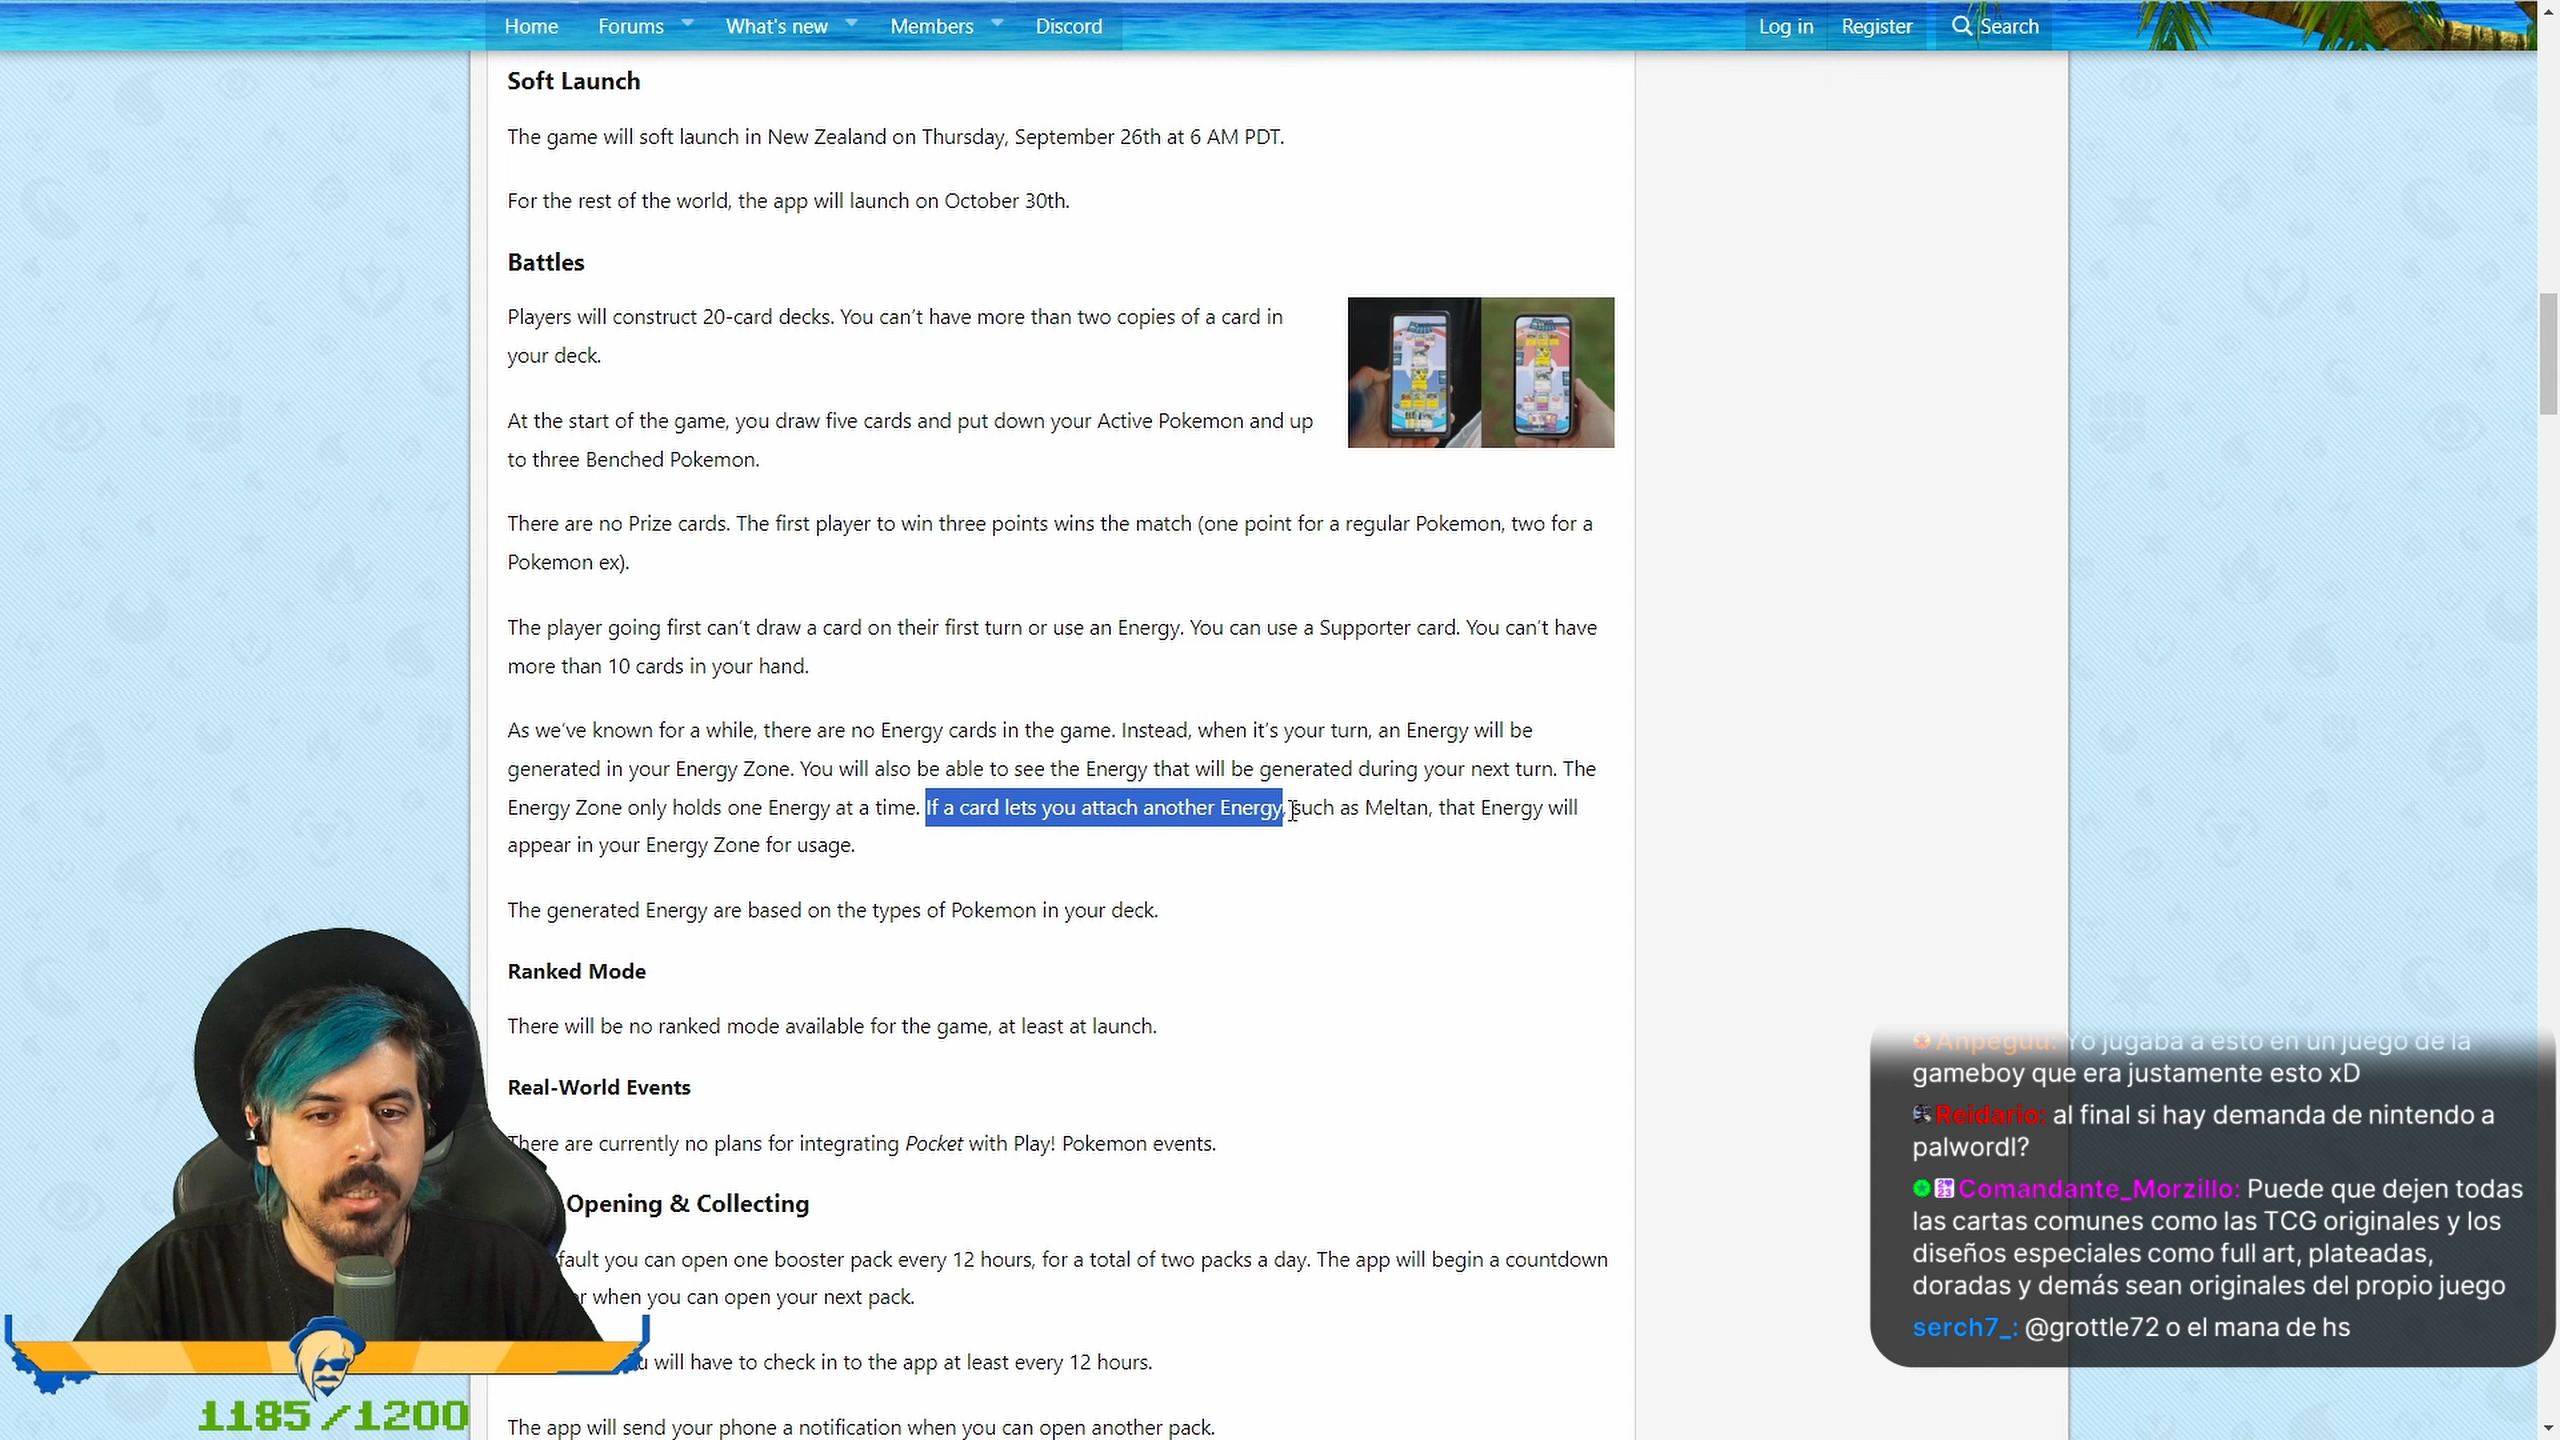 Home Forums What's new Members Discord Log in Register Search
Soft Launch
The game will soft launch in New Zealand on Thursday, September 26th at 6 AM PDT.
For the rest of the world, the app will launch on October 30th.
Battles
Players will construct 20-card decks. You can't have more than two copies of a card in
your deck.
At the start of the game, you draw five cards and put down your Active Pokemon and up
to three Benched Pokemon.
There are no Prize cards. The first player to win three points wins the match (one point for a regular Pokemon, two for a
Pokemon ex).
The player going first can't draw a card on their first turn or use an Energy. You can use a Supporter card. You can't have
more than 10 cards in your hand.
As we've known for a while, there are no Energy cards in the game. Instead, when it's your turn, an Energy will be
generated in your Energy Zone. You will also be able to see the Energy that will be generated during your next turn. The
Energy Zone only holds one Energy at a time. If a card lets you attach another Energy, such as Meltan, that Energy will
appear in your Energy Zone for usage.
The generated Energy are based on the types of Pokemon in your deck.
Ranked Mode
There will be no ranked mode available for the game, at least at launch.
Real-World Events
There are currently no plans for integrating Pocket with Play! Pokemon events.
Opening & Collecting
fault you can open one booster pack every 12 hours, for a total of two packs a day. The app will begin a countdown
or when you can open your next pack.
u will have to check in to the app at least every 12 hours.
The app will send your phone a notification when you can open another pack.
Anpeguu: Yo jugaba a esto en un juego de la
gameboy que era justamente esto xD
Reidario: al final si hay demanda de nintendo a
palwordl?
Comandante_Morzillo: Puede que dejen todas
las cartas comunes como las TCG originales y los
diseños especiales como full art, plateadas,
doradas y demás sean originales del propio juego
serch7_: @grottle72 o el mana de hs
1185/1200